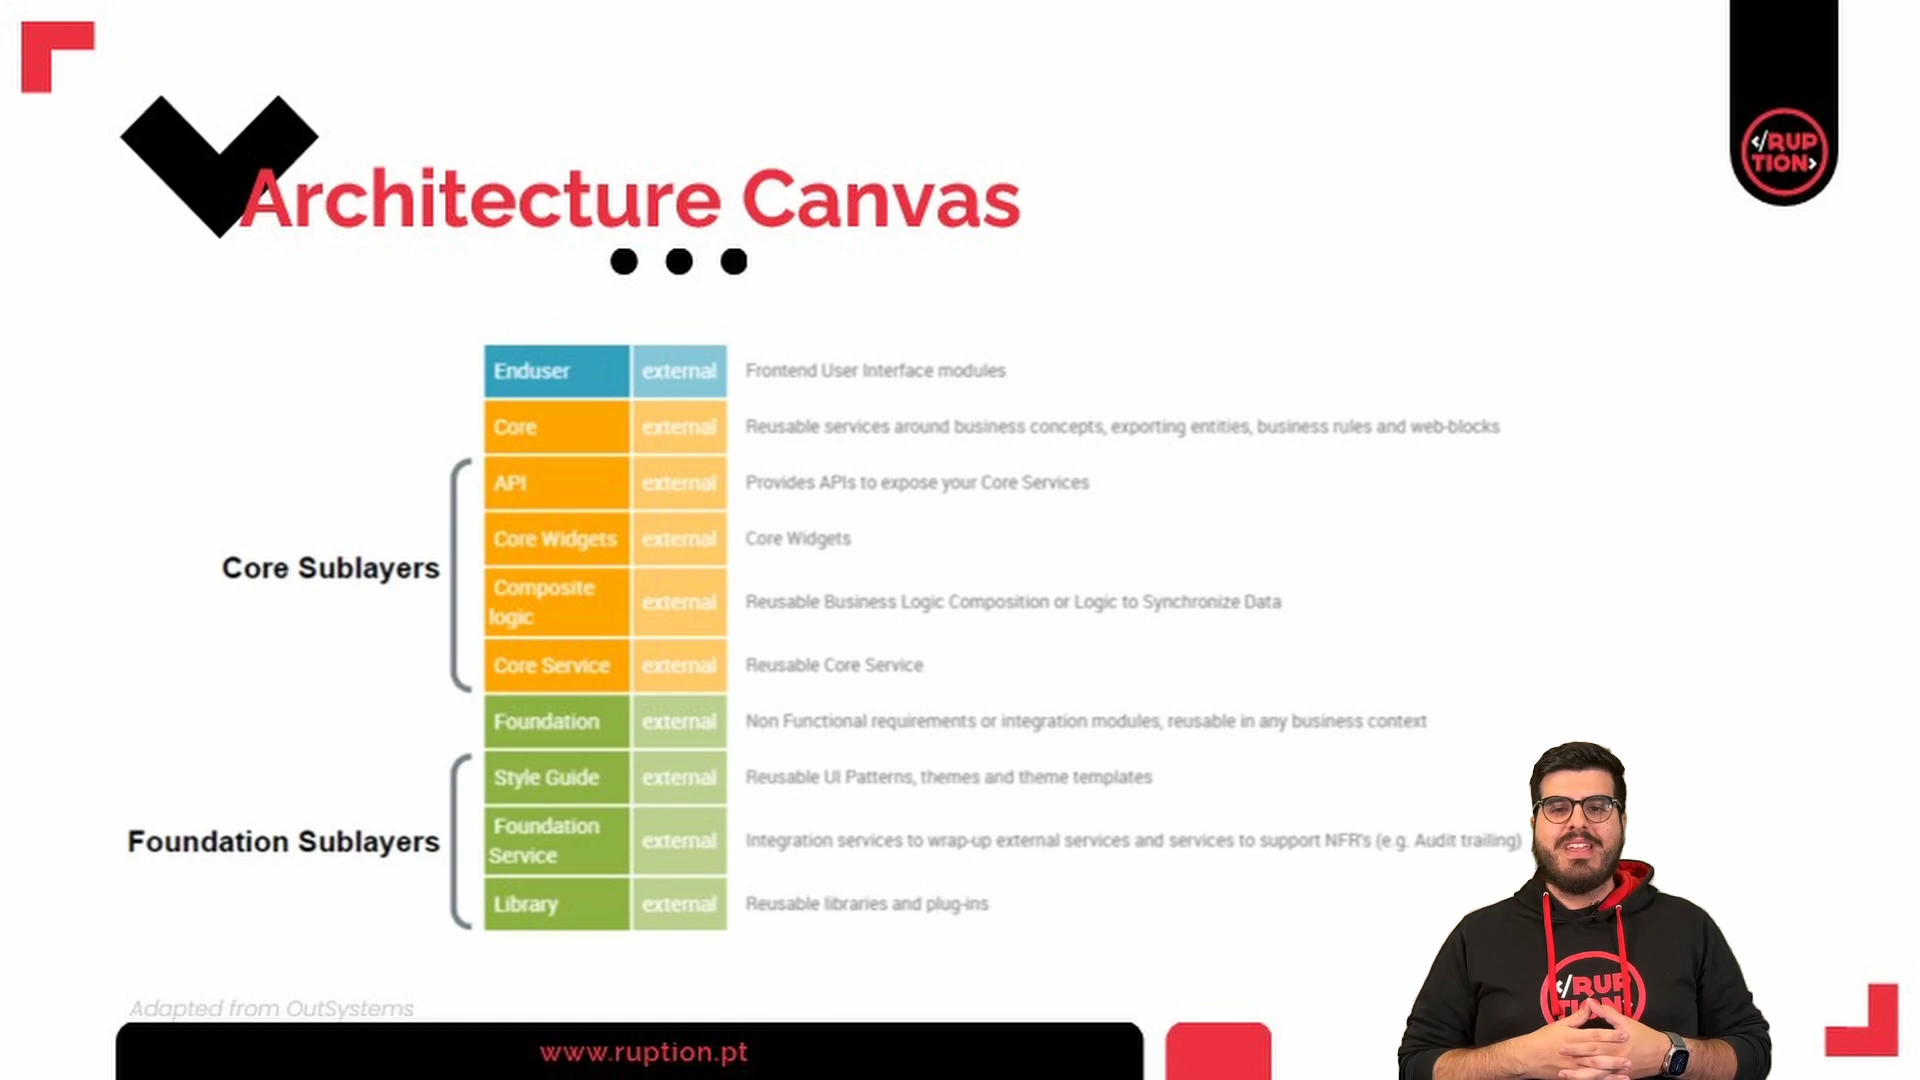 </RUP
TION>
Architecture Canvas
Enduser external Frontend User Interface modules
Core external Reusable services around business concepts, exporting entities, business rules and web-blocks
API external Provides APIs to expose your Core Services
Core Widgets external Core Widgets
Core Sublayers
Composite
logic external Reusable Business Logic Composition or Logic to Synchronize Data
Core Service external Reusable Core Service
Foundation external Non Functional requirements or integration modules, reusable in any business context
Style Guide external Reusable UI Patterns, themes and theme templates
Foundation Sublayers
Foundation
Service external Integration services to wrap-up external services and services to support NFR's (e.g. Audit trailing)
Library external Reusable libraries and plug-ins
</RUP
TION>
Adapted from OutSystems
www.ruption.pt